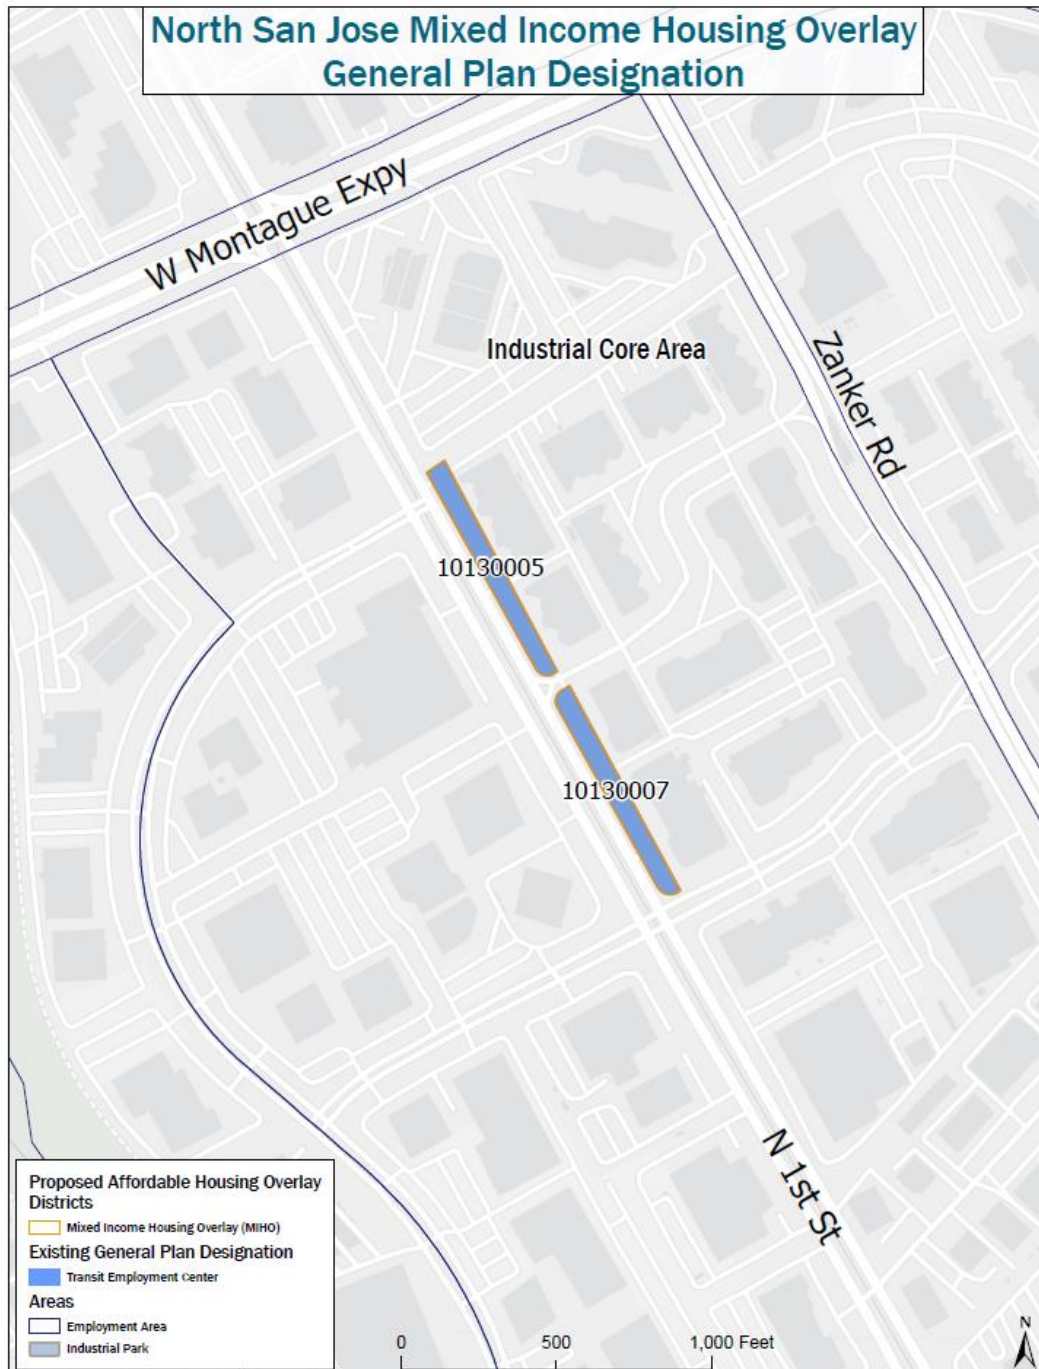 North San Jose Mixed Income Housing Overlay
General Plan Designation
W Montague Expy
Industrial Core Area
Zanker Rd
10130005
10130007
N 1st St
Proposed Affordable Housing Overlay
Districts
Mixed Income Housing Overlay (MIHO)
Existing General Plan Designation
Transit Employment Center
Areas
Employment Area
Industrial Park
0 500 1,000 Feet
N